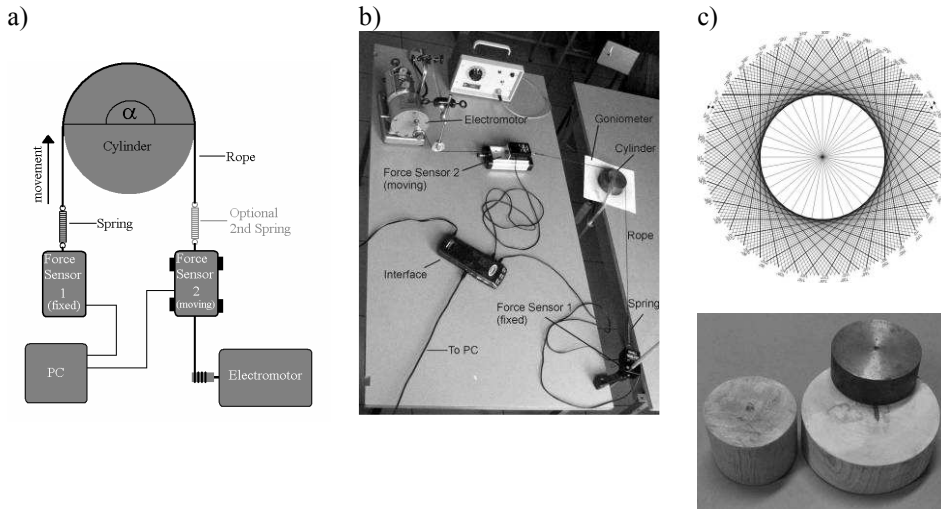 a)
b)
c)
α
Cylinder
movement
Rope
Spring
Optional
2nd Spring
Force
Sensor
1
(fixed)
Force
Sensor
2
(moving)
PC
Electromotor
Electromotor
Goniometer
Cylinder
Force Sensor 2
(moving)
Rope
Interface
Spring
Force Sensor 1
(fixed)
To PC